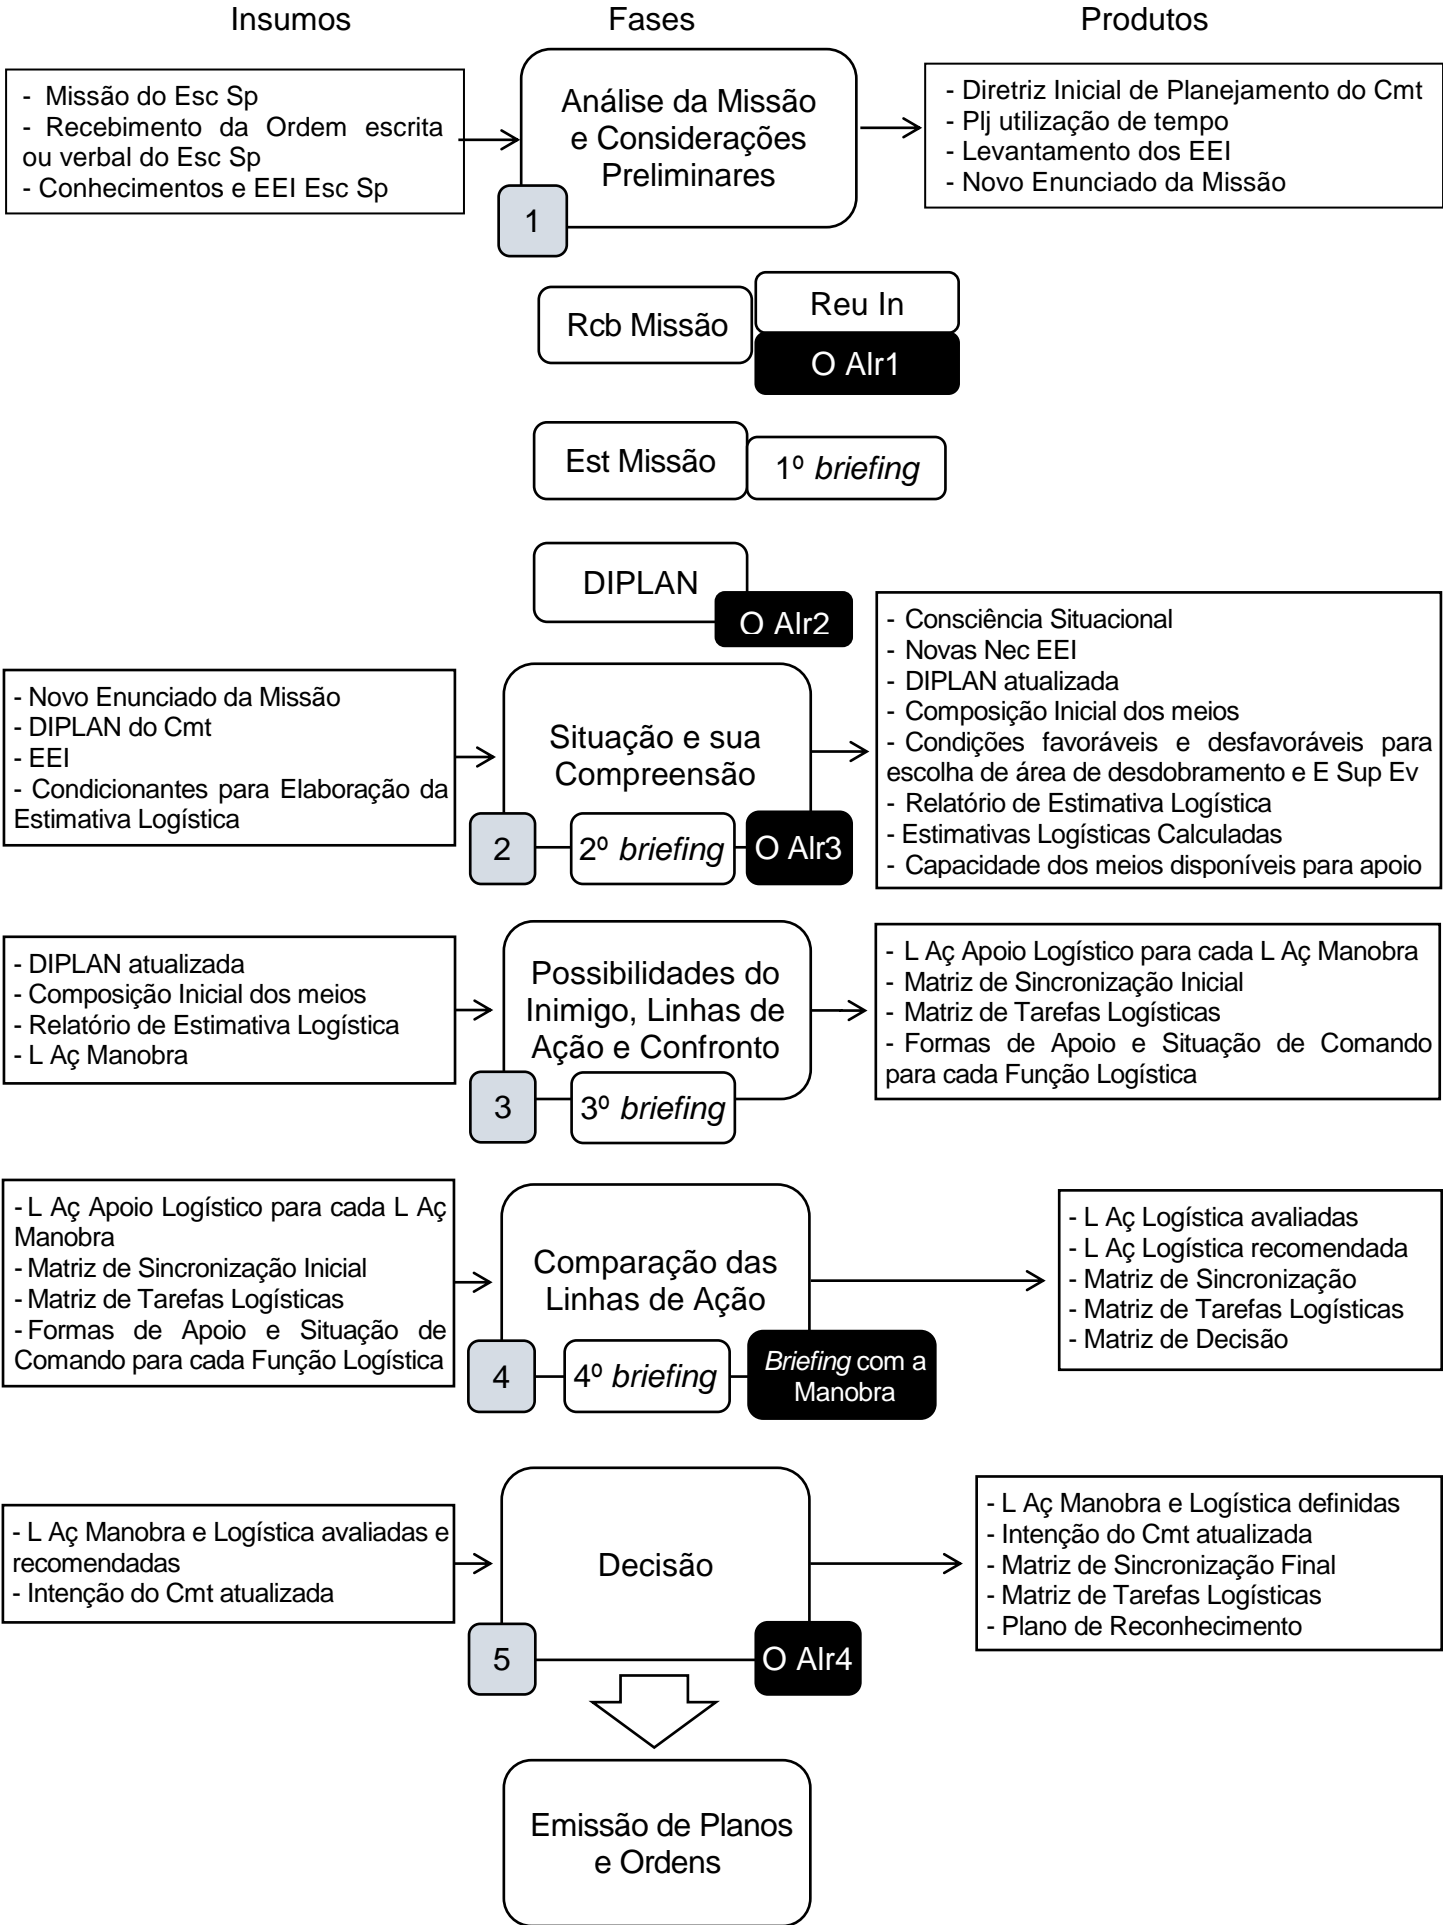 Insumos
Fases
Produtos
- Missão do Esc Sp
- Recebimento da Ordem escrita
ou verbal do Esc Sp
- Conhecimentos e EEI Esc Sp
Análise da Missão
e Considerações
Preliminares
1
- Diretriz Inicial de Planejamento do Cmt
- Plj utilização de tempo
- Levantamento dos EEI
- Novo Enunciado da Missão
Rcb Missão
Reu In
O Alr1
Est Missão
1º briefing
DIPLAN
O Alr2
- Novo Enunciado da Missão
- DIPLAN do Cmt
- EEI
- Condicionantes para Elaboração da
Estimativa Logística
Situação e sua
Compreensão
2
2º briefing
O Alr3
- Consciência Situacional
- Novas Nec EEI
- DIPLAN atualizada
- Composição Inicial dos meios
- Condições favoráveis e desfavoráveis para
escolha de área de desdobramento e E Sup Ev
- Relatório de Estimativa Logística
- Estimativas Logísticas Calculadas
- Capacidade dos meios disponíveis para apoio
- DIPLAN atualizada
- Composição Inicial dos meios
- Relatório de Estimativa Logística
- L Aç Manobra
Possibilidades do
Inimigo, Linhas de
Ação e Confronto
3
3º briefing
- L Aç Apoio Logístico para cada L Aç Manobra
- Matriz de Sincronização Inicial
- Matriz de Tarefas Logísticas
- Formas de Apoio e Situação de Comando
para cada Função Logística
- L Aç Apoio Logístico para cada L Aç
Manobra
- Matriz de Sincronização Inicial
- Matriz de Tarefas Logísticas
- Formas de Apoio e Situação de
Comando para cada Função Logística
Comparação das
Linhas de Ação
4
4º briefing
Briefing com a
Manobra
- L Aç Logística avaliadas
- L Aç Logística recomendada
- Matriz de Sincronização
- Matriz de Tarefas Logísticas
- Matriz de Decisão
- L Aç Manobra e Logística avaliadas e
recomendadas
- Intenção do Cmt atualizada
Decisão
5
O Alr4
- L Aç Manobra e Logística definidas
- Intenção do Cmt atualizada
- Matriz de Sincronização Final
- Matriz de Tarefas Logísticas
- Plano de Reconhecimento
Emissão de Planos
e Ordens